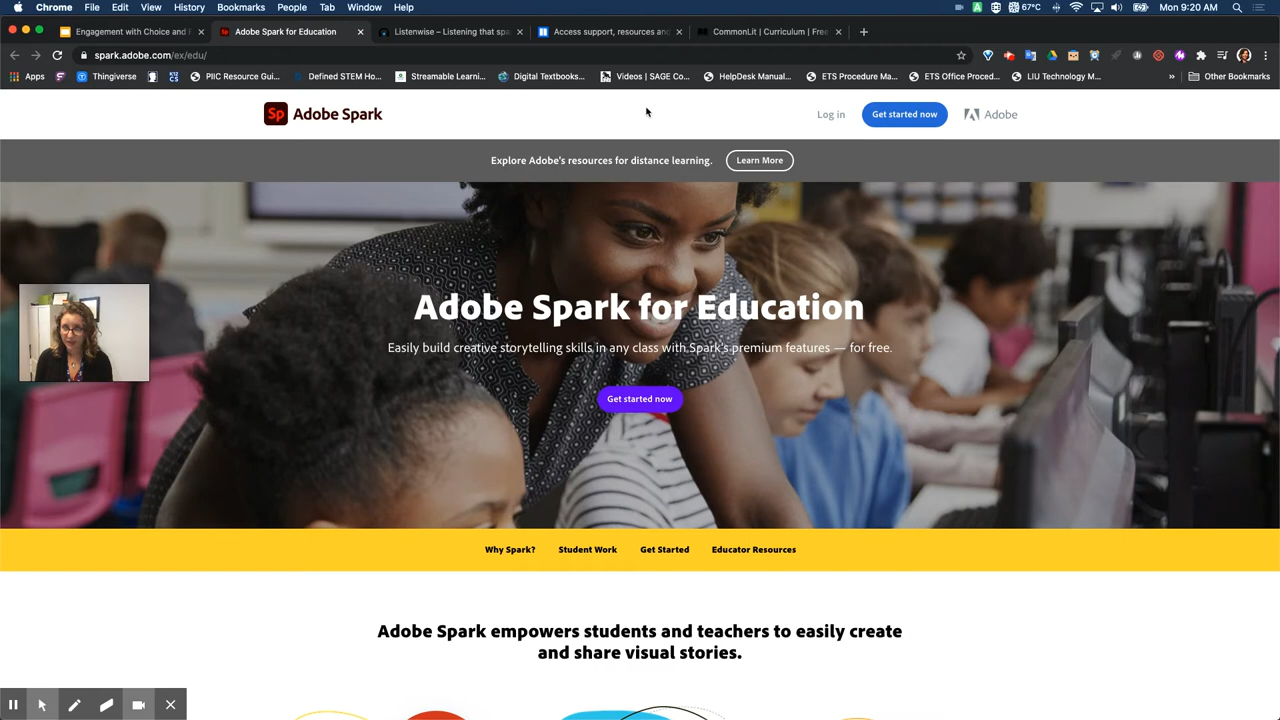 Chrome File Edit View History Bookmarks People Tab Window Help 67°C Mon 9:20 AM
Engagement with Choice and Adobe Spark for Education Listenwise – Listening that spa Access support, resources and CommonLit | Curriculum | Free
spark.adobe.com/ex/edu/
Apps Thingiverse PIIC Resource Gui... Defined STEM Ho... Streamable Learni... Digital Textbooks... Videos | SAGE Co... HelpDesk Manual... ETS Procedure Ma... ETS Office Proced... LIU Technology M... » Other Bookmarks
Sp Adobe Spark Log in Get started now Adobe
Explore Adobe's resources for distance learning. Learn More
Adobe Spark for Education
Easily build creative storytelling skills in any class with Spark's premium features — for free.
Get started now
Why Spark? Student Work Get Started Educator Resources
Adobe Spark empowers students and teachers to easily create
and share visual stories.